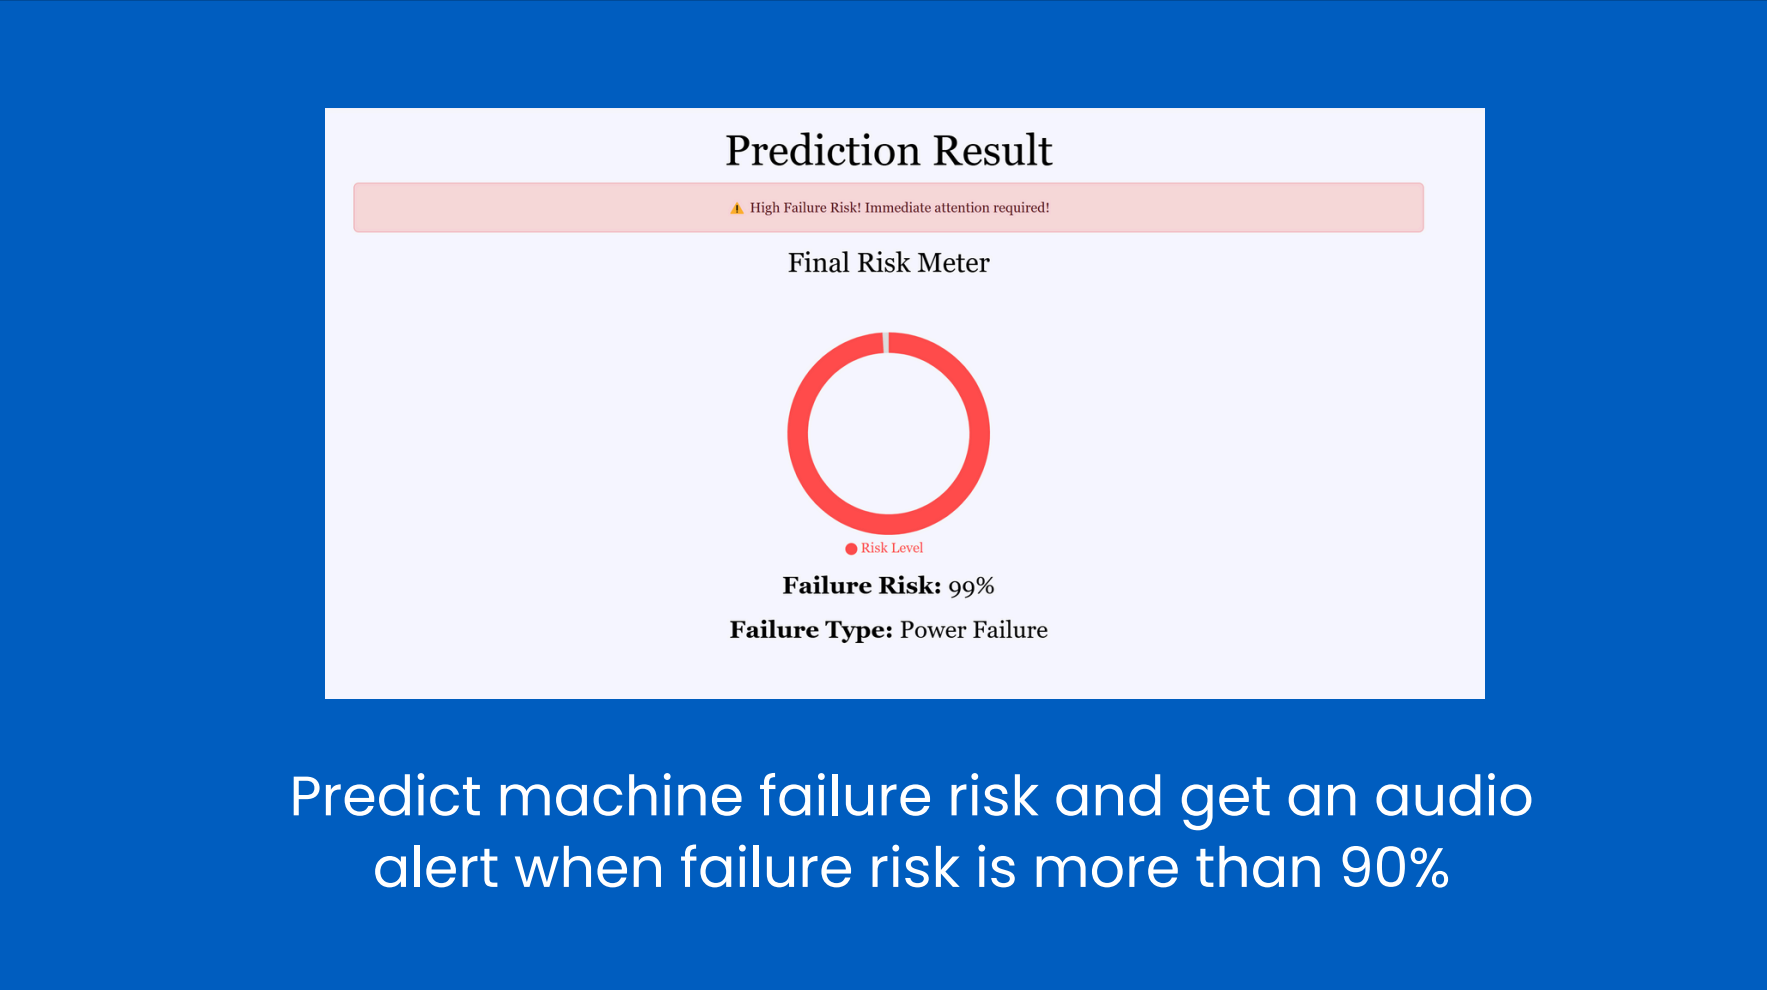 Prediction Result
⚠ High Failure Risk! Immediate attention required!
Final Risk Meter
Risk Level
Failure Risk: 99%
Failure Type: Power Failure
Predict machine failure risk and get an audio
alert when failure risk is more than 90%